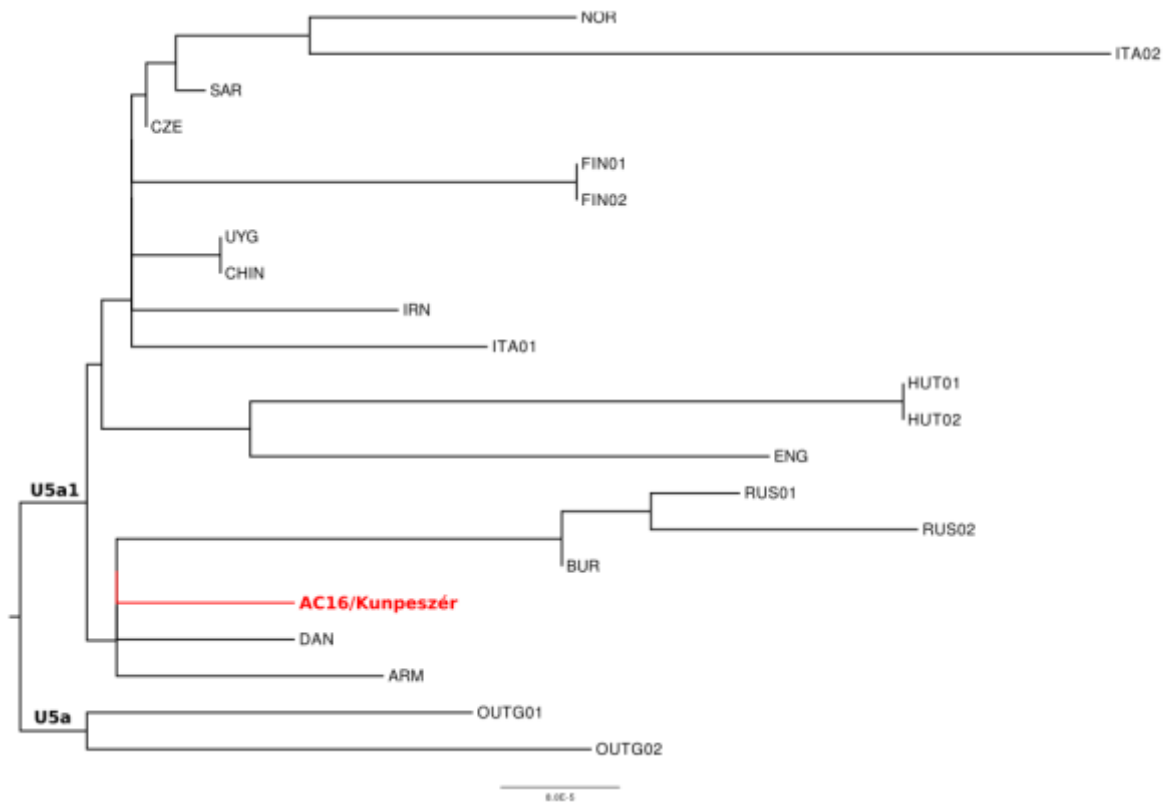 NOR
ITA02
SAR
CZE
FIN01
FIN02
UYG
CHIN
IRN
ITA01
HUT01
HUT02
ENG
U5a1
RUS01
RUS02
BUR
AC16/Kunpeszér
DAN
ARM
U5a
OUTG01
OUTG02